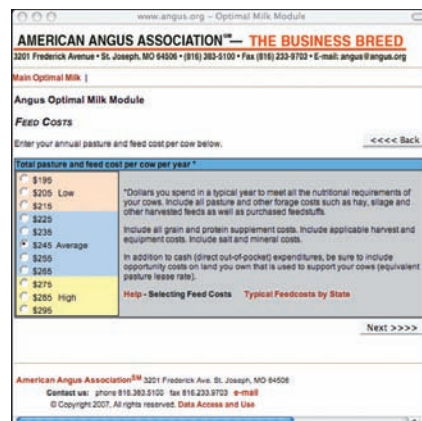 www.angus.org – Optimal Milk Module
AMERICAN ANGUS ASSOCIATION℠— THE BUSINESS BREED
3201 Frederick Avenue • St. Joseph, MO 64506 • (816) 383-5100 • Fax (816) 233-9703 • E-mail: angus@angus.org
Main Optimal Milk |
Angus Optimal Milk Module
FEED COSTS
Enter your annual pasture and feed cost per cow below.
<<<< Back
Total pasture and feed cost per cow per year *
$195
$205 Low
$215
$225
$235
$245 Average
$255
$265
$275
$285 High
$295
*Dollars you spend in a typical year to meet all the nutritional requirements of
your cows. Include all pasture and other forage costs such as hay, silage and
other harvested feeds as well as purchased feedstuffs.
Include all grain and protein supplement costs. Include applicable harvest and
equipment costs. Include salt and mineral costs.
In addition to cash (direct out-of-pocket) expenditures, be sure to include
opportunity costs on land you own that is used to support your cows (equivalent
pasture lease rate).
Help - Selecting Feed Costs Typical Feedcosts by State
Next >>>>
American Angus Association℠ 3201 Frederick Ave. St. Joseph, MO 64506
Contact us: phone 816.383.5100 fax 816.233.9703 e-mail
© Copyright 2007, All rights reserved. Data Access and Use